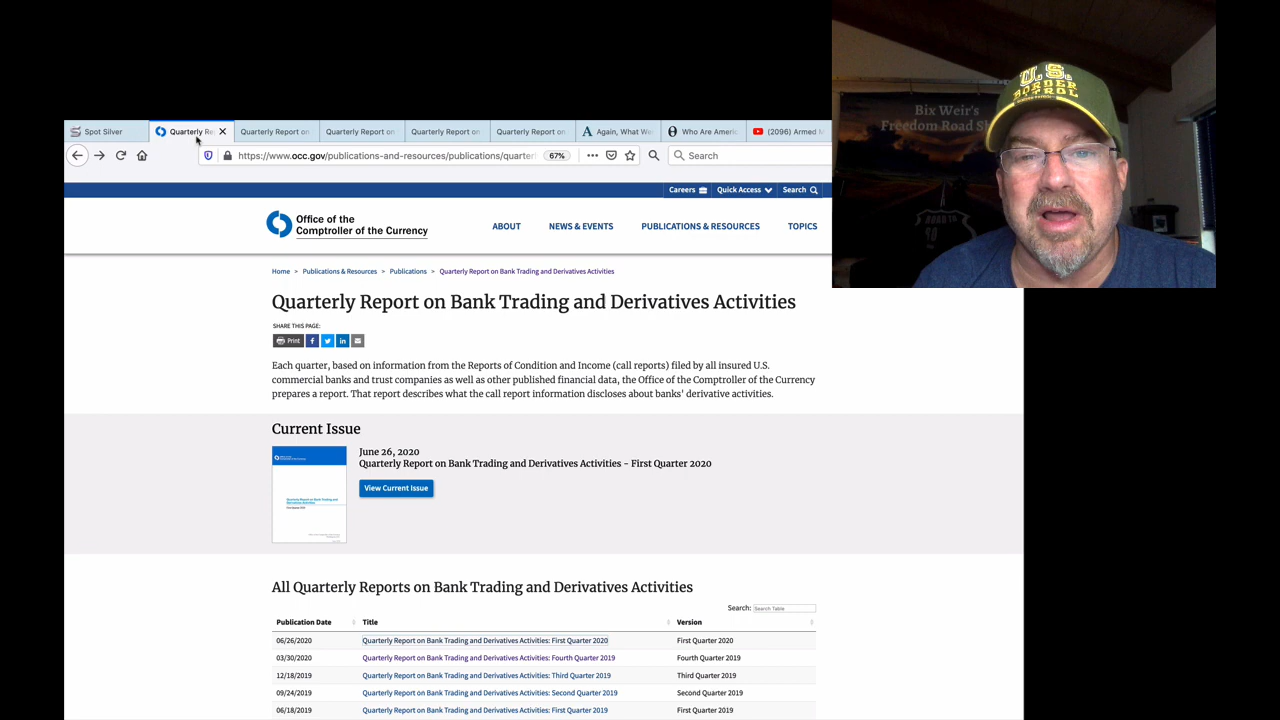 Spot Silver
Quarterly Re
Quarterly Report on
Quarterly Report on
Quarterly Report on
Quarterly Report on
Again, What We
Who Are Americ
(2096) Armed M
https://www.occ.gov/publications-and-resources/publications/quarter
67%
Search
Careers
Quick Access
Search
Office of the
Comptroller of the Currency
ABOUT
NEWS & EVENTS
PUBLICATIONS & RESOURCES
TOPICS
Home > Publications & Resources > Publications > Quarterly Report on Bank Trading and Derivatives Activities
Quarterly Report on Bank Trading and Derivatives Activities
SHARE THIS PAGE:
Print
Each quarter, based on information from the Reports of Condition and Income (call reports) filed by all insured U.S.
commercial banks and trust companies as well as other published financial data, the Office of the Comptroller of the Currency
prepares a report. That report describes what the call report information discloses about banks' derivative activities.
Current Issue
June 26, 2020
Quarterly Report on Bank Trading and Derivatives Activities - First Quarter 2020
View Current Issue
All Quarterly Reports on Bank Trading and Derivatives Activities
Search: Search Table
Publication Date Title Version
06/26/2020 Quarterly Report on Bank Trading and Derivatives Activities: First Quarter 2020 First Quarter 2020
03/30/2020 Quarterly Report on Bank Trading and Derivatives Activities: Fourth Quarter 2019 Fourth Quarter 2019
12/18/2019 Quarterly Report on Bank Trading and Derivatives Activities: Third Quarter 2019 Third Quarter 2019
09/24/2019 Quarterly Report on Bank Trading and Derivatives Activities: Second Quarter 2019 Second Quarter 2019
06/18/2019 Quarterly Report on Bank Trading and Derivatives Activities: First Quarter 2019 First Quarter 2019
Bix Weir's
Freedom Road Sh
U.S.
BORDER
PATROL
ROAD TO